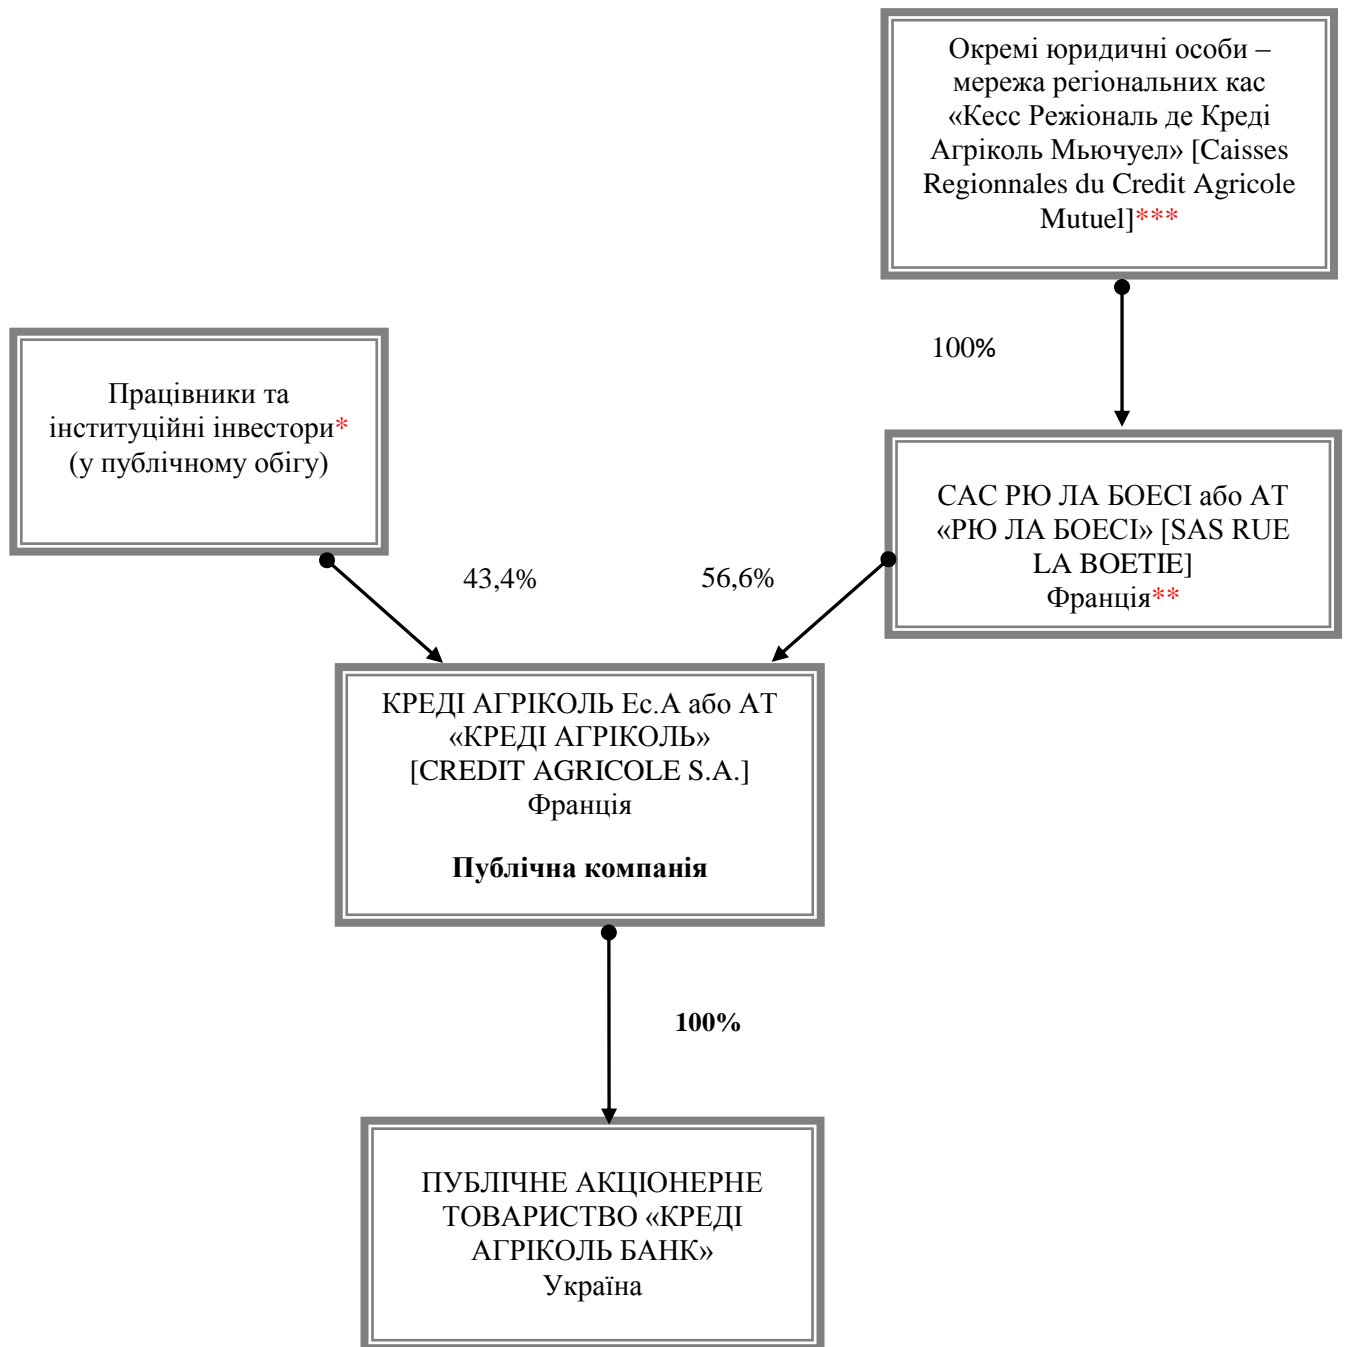 Окремі юридичні особи –
мережа регіональних кас
«Кесс Режіональ де Креді
Агріколь Мьючуел» [Caisses
Regionnales du Credit Agricole
Mutuel]***
100%
Працівники та
інституційні інвестори*
(у публічному обігу)
САС РЮ ЛА БОЕСІ або АТ
«РЮ ЛА БОЕСІ» [SAS RUE
LA BOETIE]
Франція**
43,4%
56,6%
КРЕДІ АГРІКОЛЬ Ес.А або АТ
«КРЕДІ АГРІКОЛЬ»
[CREDIT AGRICOLE S.A.]
Франція
Публічна компанія
100%
ПУБЛІЧНЕ АКЦІОНЕРНЕ
ТОВАРИСТВО «КРЕДІ
АГРІКОЛЬ БАНК»
Україна